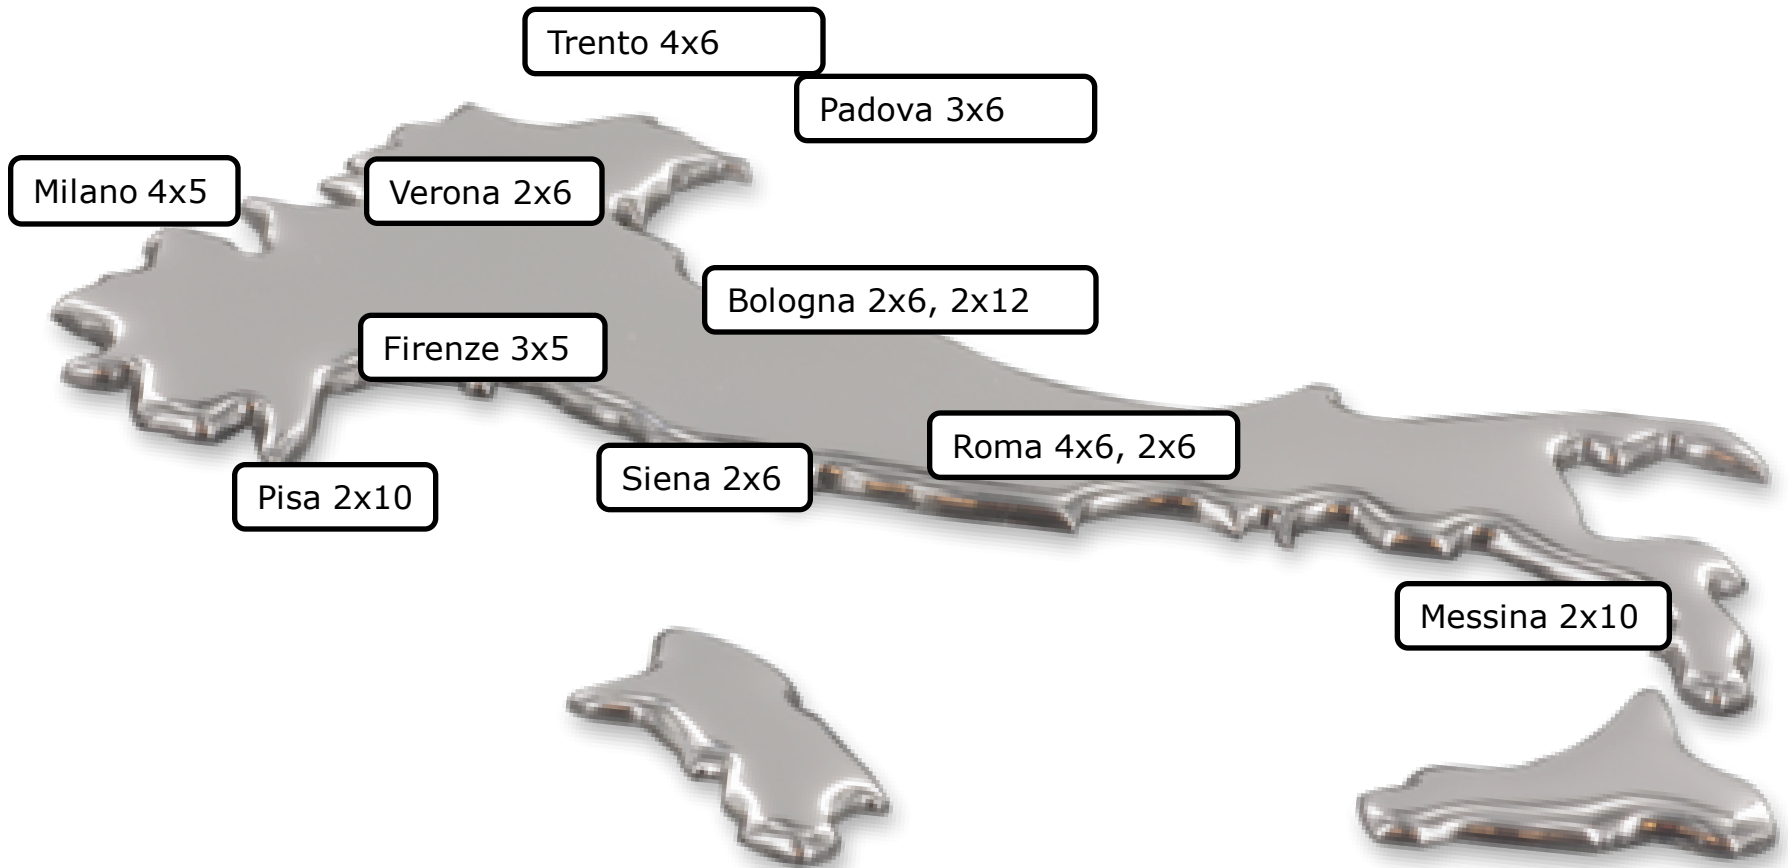 Trento 4x6
Padova 3x6
Milano 4x5
Verona 2x6
Bologna 2x6, 2x12
Firenze 3x5
Roma 4x6, 2x6
Siena 2x6
Pisa 2x10
Messina 2x10